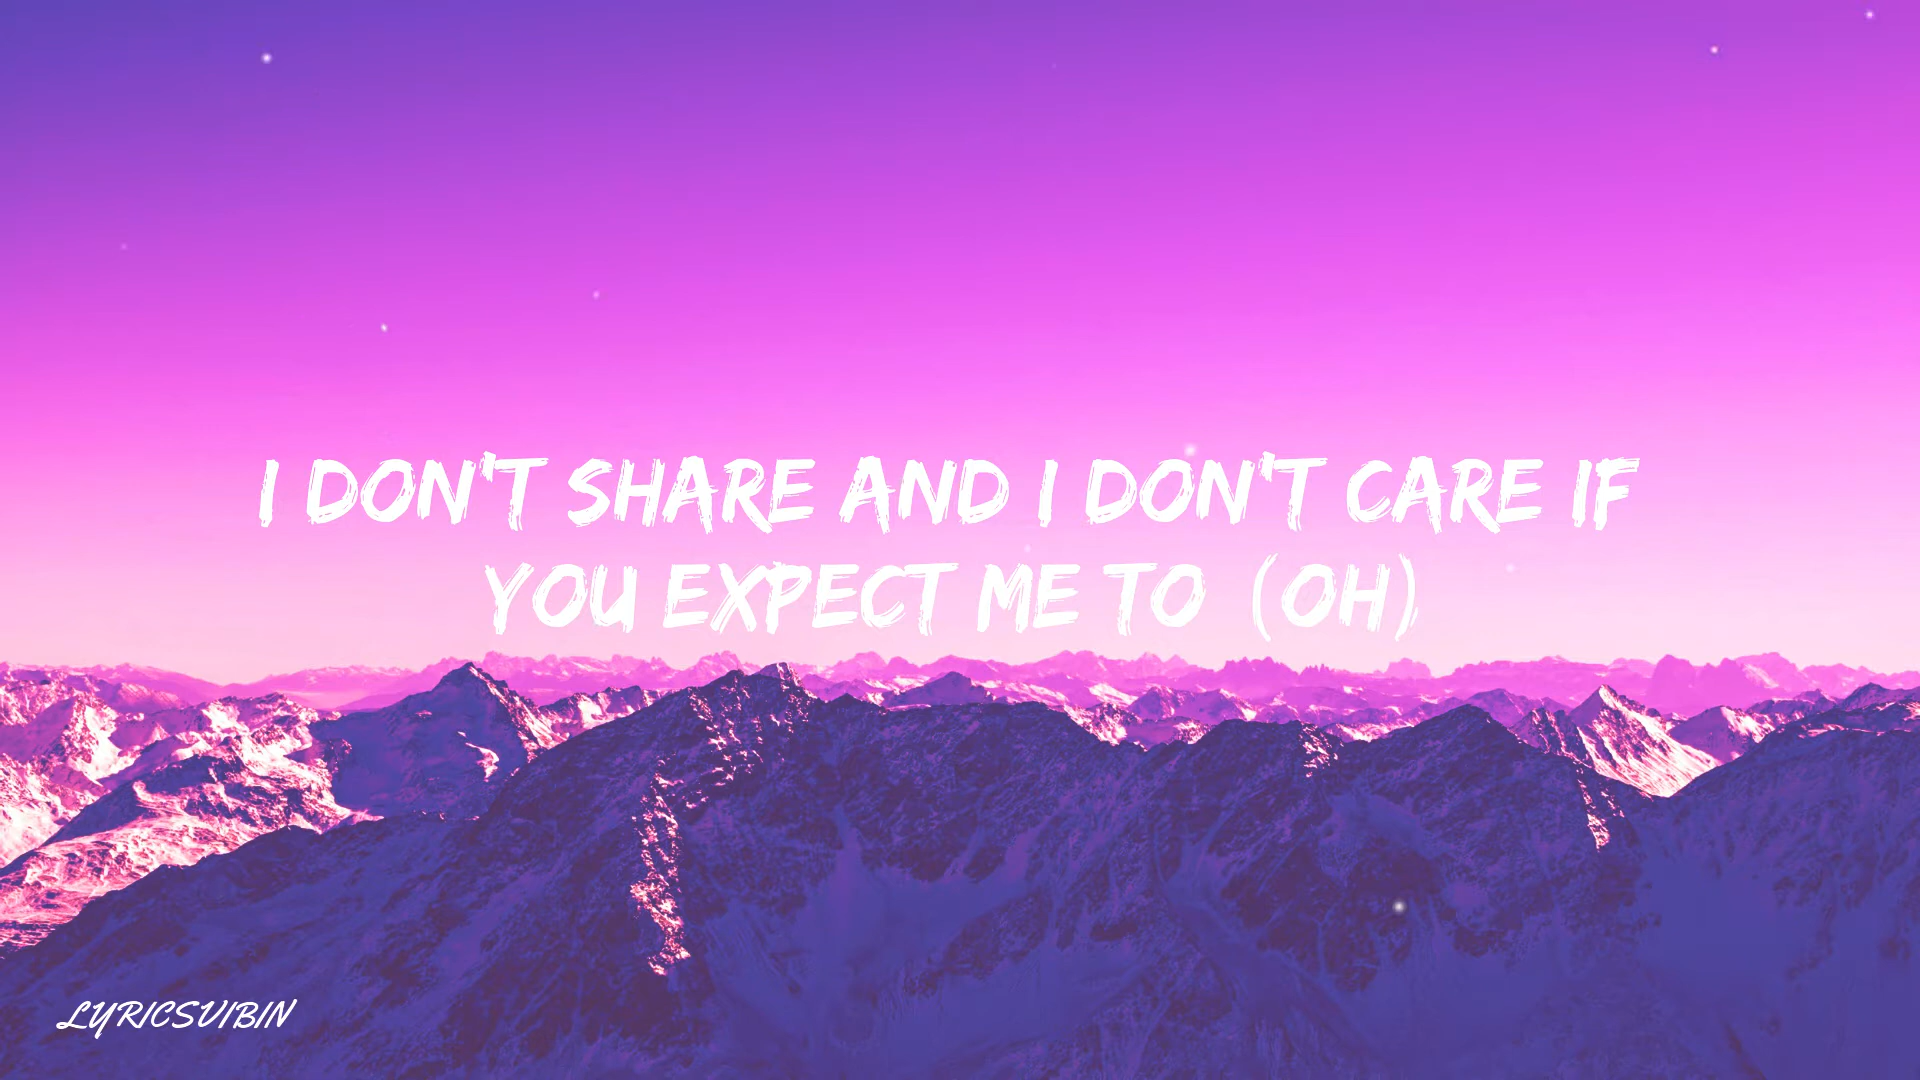 I DON'T SHARE AND I DON'T CARE IF
YOU EXPECT ME TO (OH)
LYRICSVIBIN